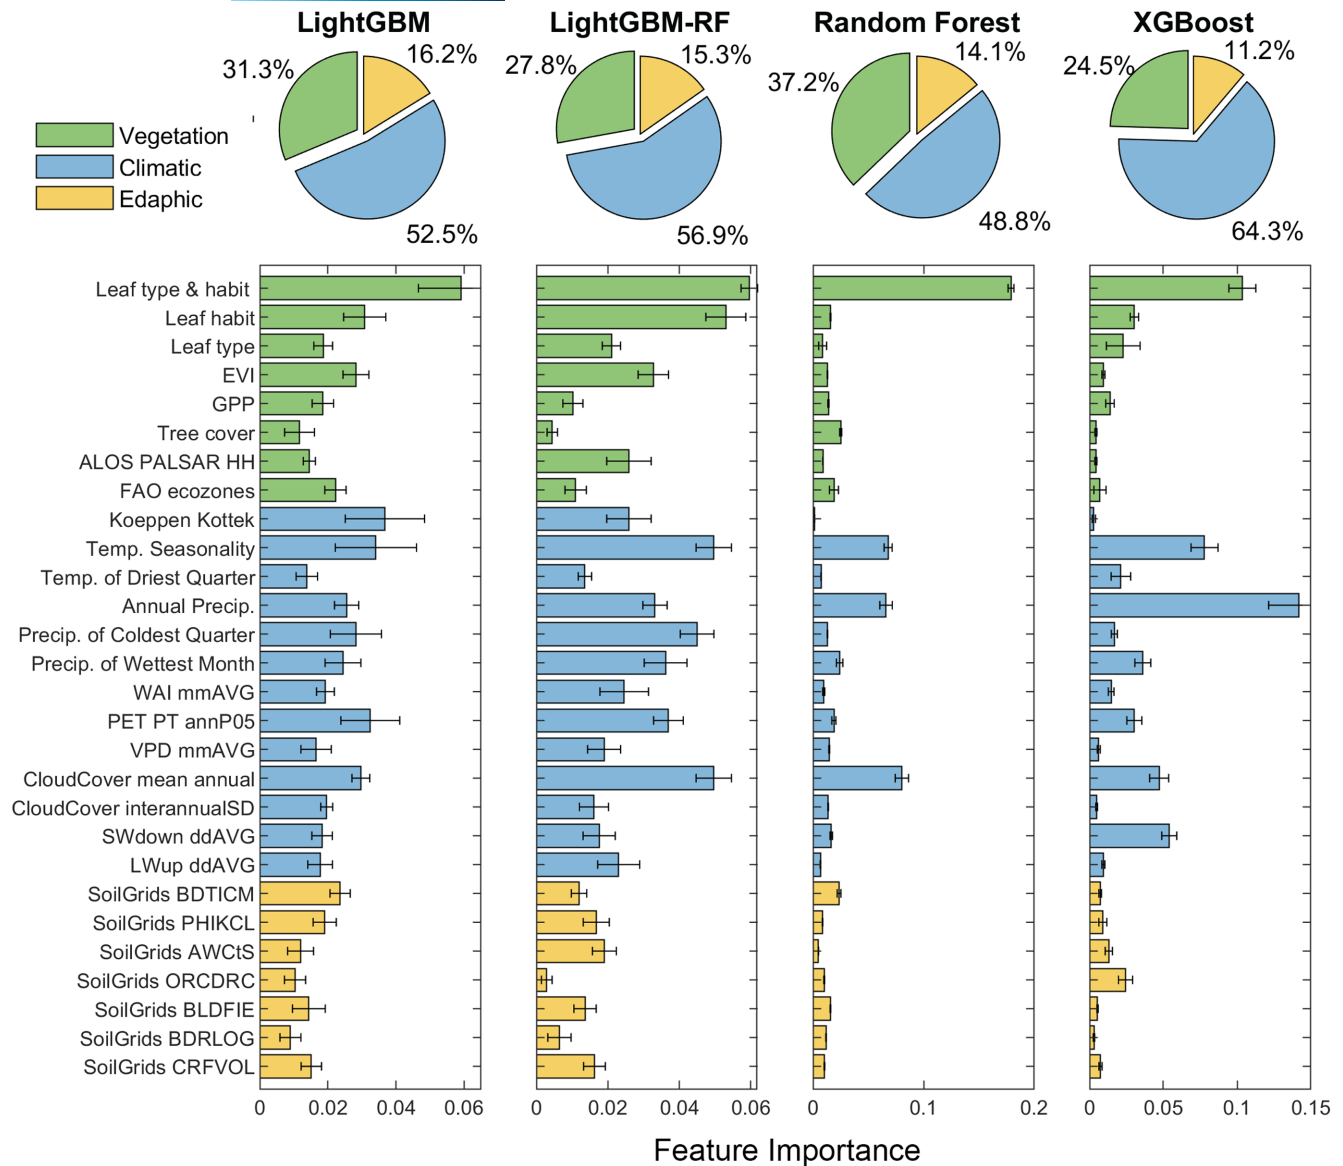 LightGBM
LightGBM-RF
Random Forest
XGBoost
31.3%
16.2%
52.5%
27.8%
15.3%
56.9%
37.2%
14.1%
48.8%
24.5%
11.2%
64.3%
Vegetation
Climatic
Edaphic
Leaf type & habit
Leaf habit
Leaf type
EVI
GPP
Tree cover
ALOS PALSAR HH
FAO ecozones
Koeppen Kottek
Temp. Seasonality
Temp. of Driest Quarter
Annual Precip.
Precip. of Coldest Quarter
Precip. of Wettest Month
WAI mmAVG
PET PT annP05
VPD mmAVG
CloudCover mean annual
CloudCover interannualSD
SWdown ddAVG
LWup ddAVG
SoilGrids BDTICM
SoilGrids PHIKCL
SoilGrids AWCtS
SoilGrids ORCDRC
SoilGrids BLDFIE
SoilGrids BDRLOG
SoilGrids CRFVOL
0 0.02 0.04 0.06
0 0.02 0.04 0.06
0 0.1 0.2
0 0.05 0.1 0.15
Feature Importance